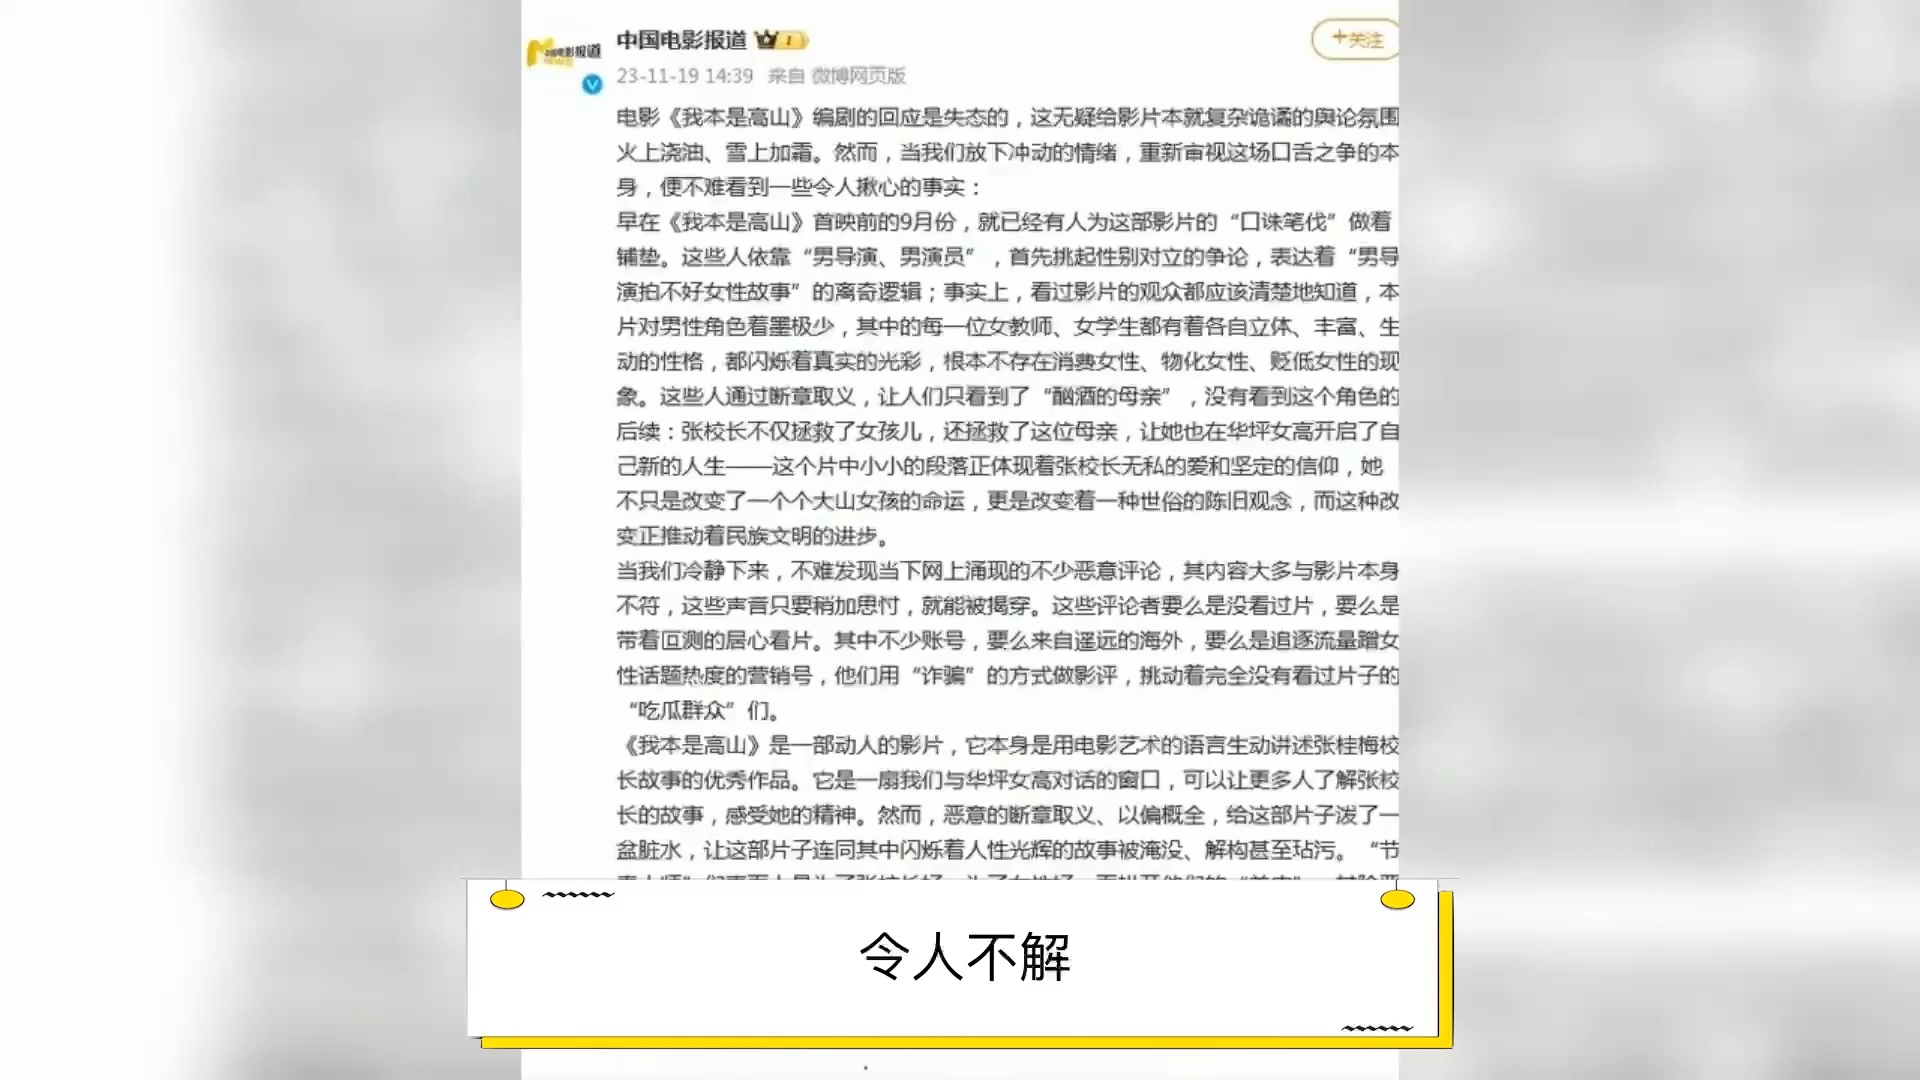 中国电影报道
电影报道
1
+关注
23-11-19 14:39 来自 微博网页版
电影《我本是高山》编剧的回应是失态的，这无疑给影片本就复杂诡谲的舆论氛围
火上浇油、雪上加霜。然而，当我们放下冲动的情绪，重新审视这场口舌之争的本
身，便不难看到一些令人揪心的事实：
早在《我本是高山》首映前的9月份，就已经有人为这部影片的“口诛笔伐”做着
铺垫。这些人依靠“男导演、男演员”，首先挑起性别对立的争论，表达着“男导
演拍不好女性故事”的离奇逻辑；事实上，看过影片的观众都应该清楚地知道，本
片对男性角色着墨极少，其中的每一位女教师、女学生都有着各自立体、丰富、生
动的性格，都闪烁着真实的光彩，根本不存在消费女性、物化女性、贬低女性的现
象。这些人通过断章取义，让人们只看到了“酗酒的母亲”，没有看到这个角色的
后续：张校长不仅拯救了女孩儿，还拯救了这位母亲，让她也在华坪女高开启了自
己新的人生——这个片中小小的段落正体现着张校长无私的爱和坚定的信仰，她
不只是改变了一个个大山女孩的命运，更是改变着一种世俗的陈旧观念，而这种改
变正推动着民族文明的进步。
当我们冷静下来，不难发现当下网上涌现的不少恶意评论，其内容大多与影片本身
不符，这些声音只要稍加思忖，就能被揭穿。这些评论者要么是没看过片，要么是
带着叵测的居心看片。其中不少账号，要么来自遥远的海外，要么是追逐流量蹭女
性话题热度的营销号，他们用“诈骗”的方式做影评，挑动着完全没有看过片子的
“吃瓜群众”们。
《我本是高山》是一部动人的影片，它本身是用电影艺术的语言生动讲述张桂梅校
长故事的优秀作品。它是一扇我们与华坪女高对话的窗口，可以让更多人了解张校
长的故事，感受她的精神。然而，恶意的断章取义、以偏概全，给这部片子泼了一
盆脏水，让这部片子连同其中闪烁着人性光辉的故事被淹没、解构甚至玷污。“节
令人不解